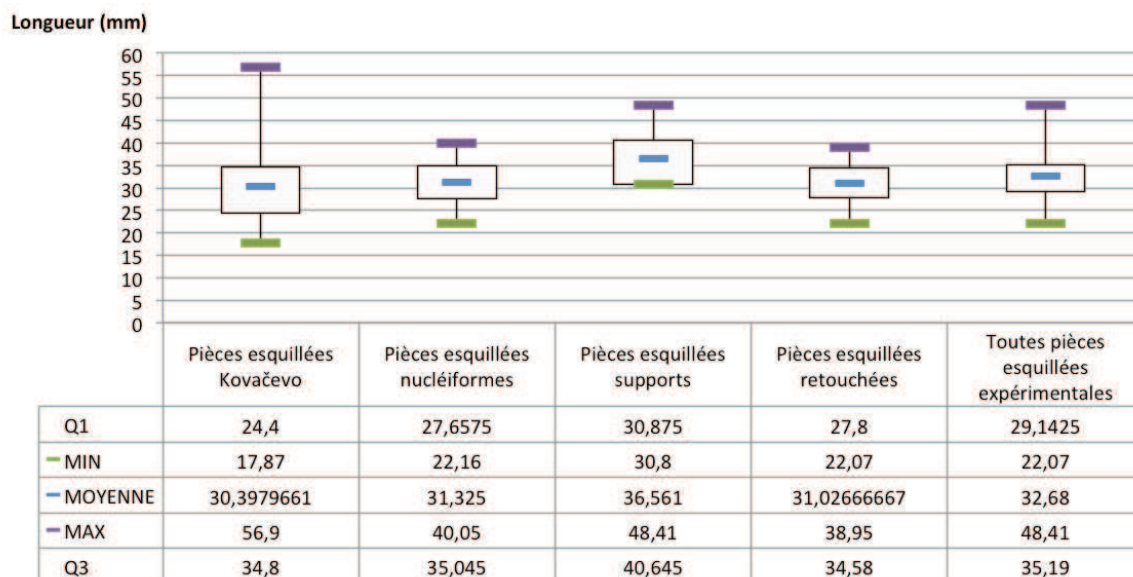 Longueur (mm)
60
55
50
45
40
35
30
25
20
15
10
5
0
Pièces esquillées Kovačevo
Pièces esquillées nucléiformes
Pièces esquillées supports
Pièces esquillées retouchées
Toutes pièces esquillées expérimentales
Q1 24,4 27,6575 30,875 27,8 29,1425
MIN 17,87 22,16 30,8 22,07 22,07
MOYENNE 30,3979661 31,325 36,561 31,02666667 32,68
MAX 56,9 40,05 48,41 38,95 48,41
Q3 34,8 35,045 40,645 34,58 35,19